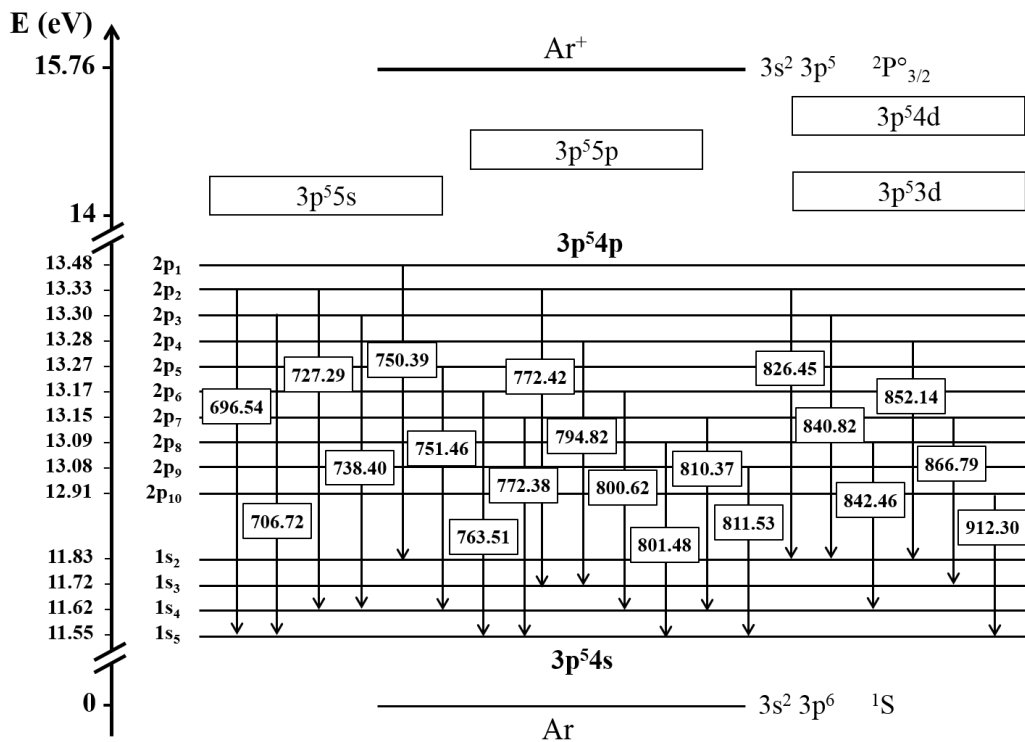 E (eV)
Ar⁺
15.76
3s² 3p⁵ ²P°₃/₂
3p⁵4d
3p⁵5p
3p⁵5s
3p⁵3d
14
3p⁵4p
13.48 2p₁
13.33 2p₂
13.30 2p₃
13.28 2p₄
13.27 2p₅
13.17 2p₆
13.15 2p₇
13.09 2p₈
13.08 2p₉
12.91 2p₁₀
11.83 1s₂
11.72 1s₃
11.62 1s₄
11.55 1s₅
696.54
706.72
727.29
738.40
750.39
751.46
763.51
772.38
772.42
794.82
800.62
801.48
810.37
811.53
826.45
840.82
842.46
852.14
866.79
912.30
3p⁵4s
0
3s² 3p⁶ ¹S
Ar